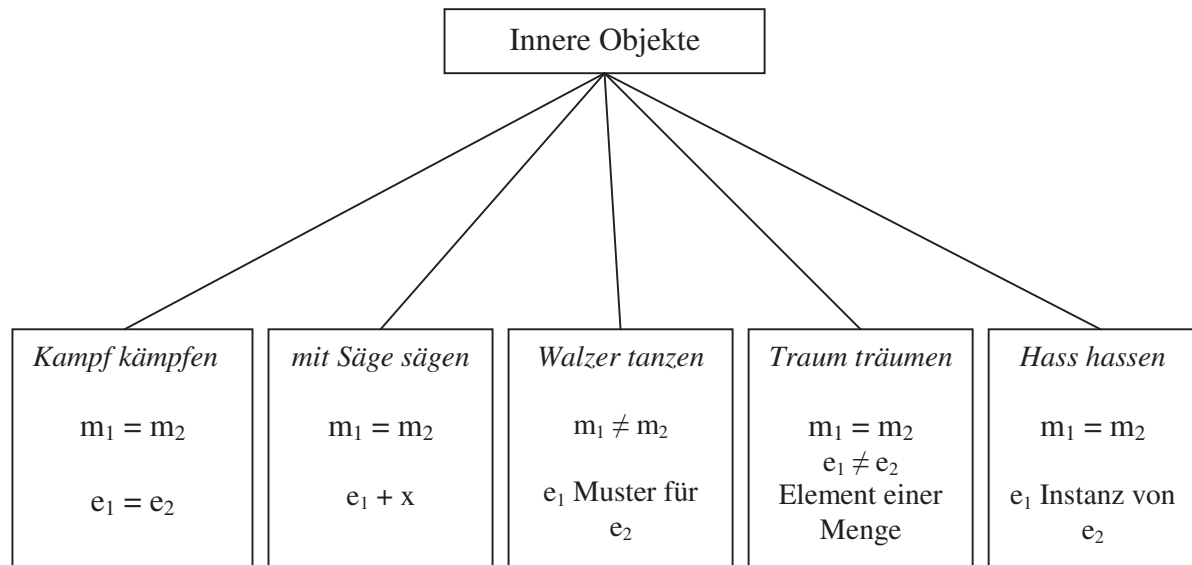 Innere Objekte
Kampf kämpfen
m₁ = m₂
e₁ = e₂
mit Säge sägen
m₁ = m₂
e₁ + x
Walzer tanzen
m₁ ≠ m₂
e₁ Muster für
e₂
Traum träumen
m₁ = m₂
e₁ ≠ e₂
Element einer
Menge
Hass hassen
m₁ = m₂
e₁ Instanz von
e₂